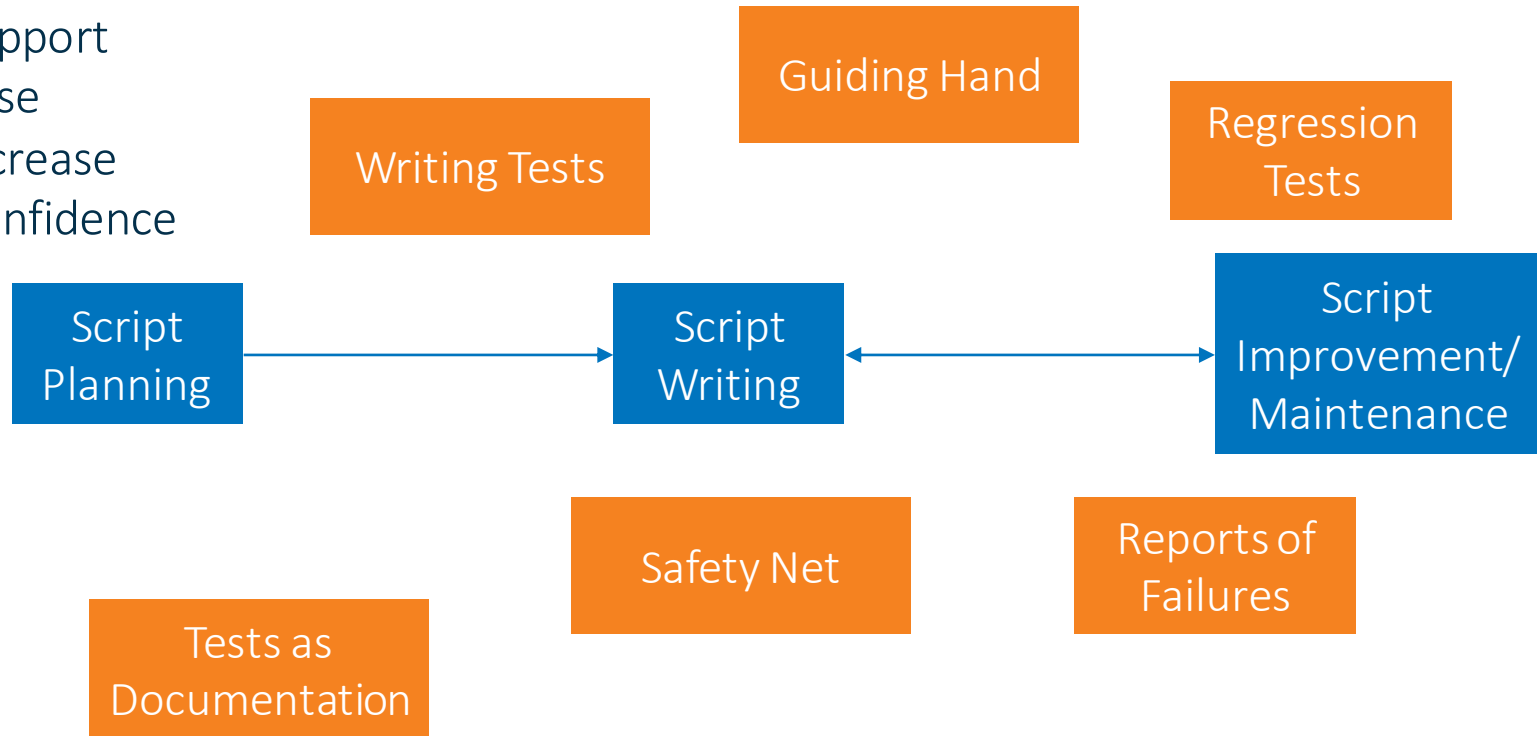 pport
se
crease
nfidence
Guiding Hand
Writing Tests
Regression
Tests
Script
Planning
Script
Writing
Script
Improvement/
Maintenance
Safety Net
Reports of
Failures
Tests as
Documentation